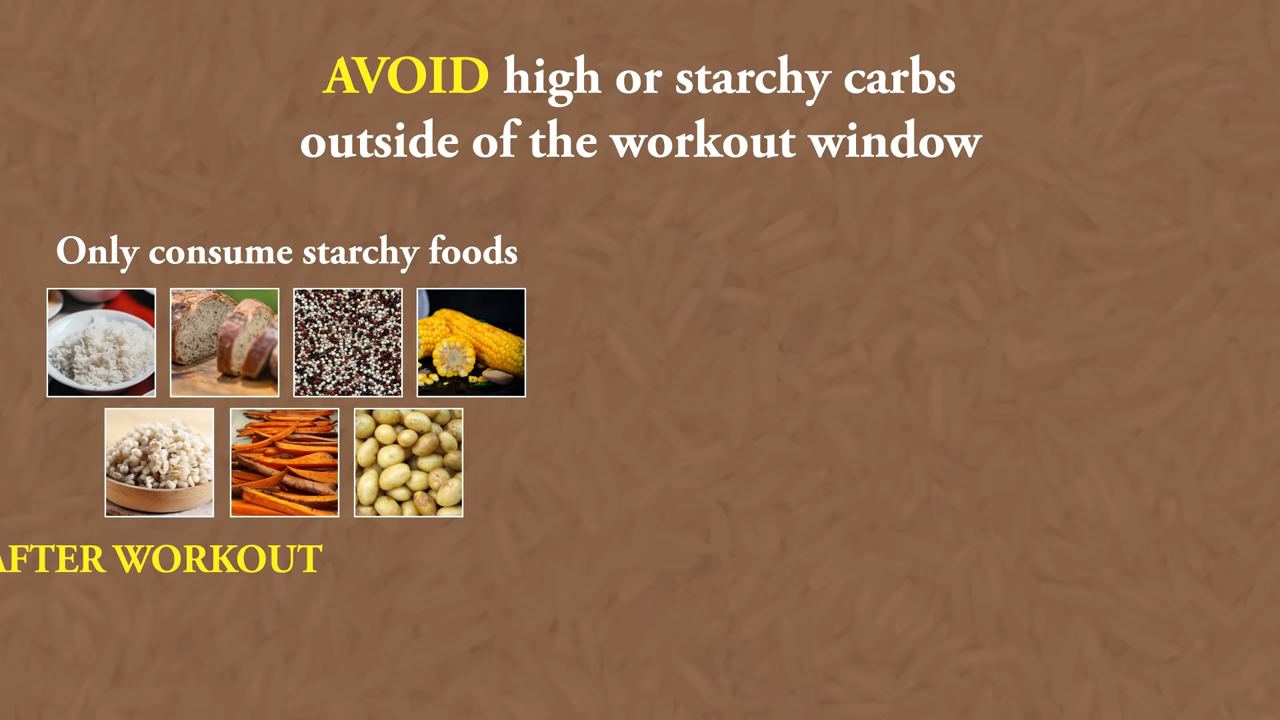 AVOID high or starchy carbs
outside of the workout window
Only consume starchy foods
AFTER WORKOUT